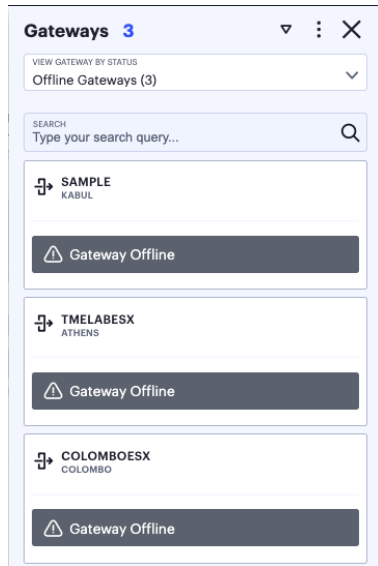 Gateways 3
VIEW GATEWAY BY STATUS
Offline Gateways (3)
SEARCH
Type your search query...
SAMPLE
KABUL
Gateway Offline
TMELABESX
ATHENS
Gateway Offline
COLOMBOESX
COLOMBO
Gateway Offline